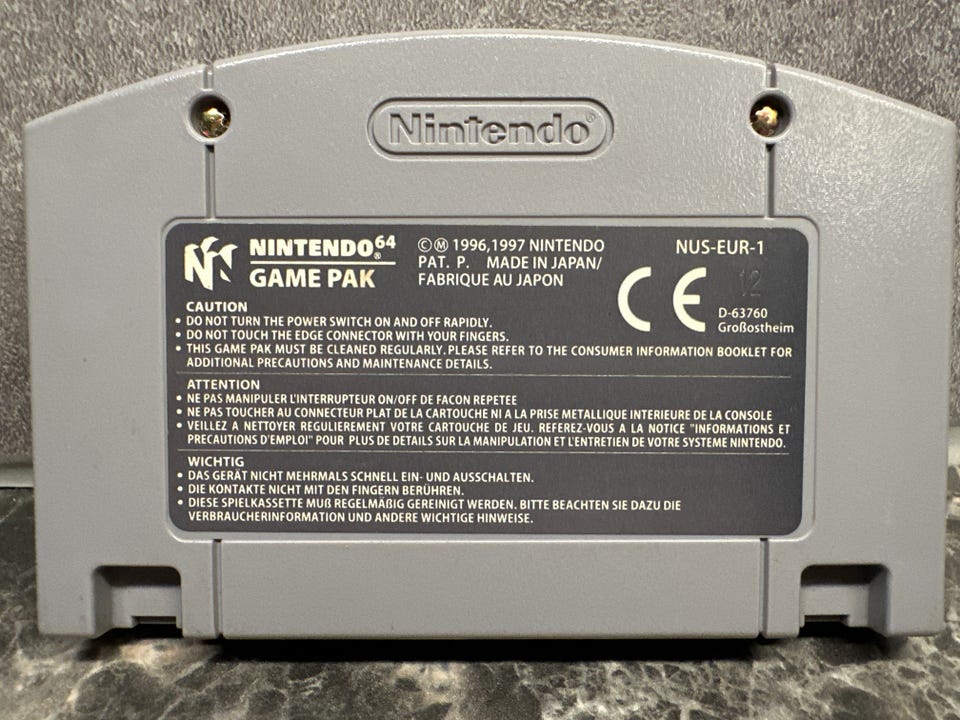 Nintendo®
NINTENDO64®
GAME PAK
©Ⓜ 1996,1997 NINTENDO
PAT. P. MADE IN JAPAN/
FABRIQUE AU JAPON
NUS-EUR-1
12
CE
D-63760
Großostheim
CAUTION
• DO NOT TURN THE POWER SWITCH ON AND OFF RAPIDLY.
• DO NOT TOUCH THE EDGE CONNECTOR WITH YOUR FINGERS.
• THIS GAME PAK MUST BE CLEANED REGULARLY. PLEASE REFER TO THE CONSUMER INFORMATION BOOKLET FOR
ADDITIONAL PRECAUTIONS AND MAINTENANCE DETAILS.
ATTENTION
• NE PAS MANIPULER L'INTERRUPTEUR ON/OFF DE FACON REPETEE
• NE PAS TOUCHER AU CONNECTEUR PLAT DE LA CARTOUCHE NI A LA PRISE METALLIQUE INTERIEURE DE LA CONSOLE
• VEILLEZ A NETTOYER REGULIEREMENT VOTRE CARTOUCHE DE JEU. REFEREZ-VOUS A LA NOTICE "INFORMATIONS ET
PRECAUTIONS D'EMPLOI" POUR PLUS DE DETAILS SUR LA MANIPULATION ET L'ENTRETIEN DE VOTRE SYSTEME NINTENDO.
WICHTIG
• DAS GERÄT NICHT MEHRMALS SCHNELL EIN- UND AUSSCHALTEN.
• DIE KONTAKTE NICHT MIT DEN FINGERN BERÜHREN.
• DIESE SPIELKASSETTE MUß REGELMÄßIG GEREINIGT WERDEN. BITTE BEACHTEN SIE DAZU DIE
VERBRAUCHERINFORMATION UND ANDERE WICHTIGE HINWEISE.